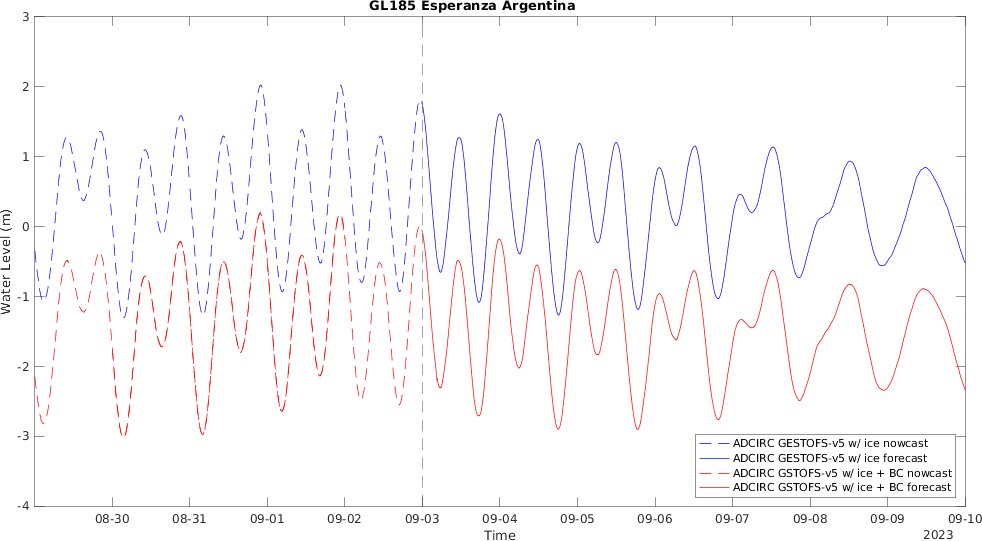 GL185 Esperanza Argentina
3
2
1
0
-1
-2
-3
-4
Water Level (m)
08-30 08-31 09-01 09-02 09-03 09-04 09-05 09-06 09-07 09-08 09-09 09-10
Time
2023
ADCIRC GESTOFS-v5 w/ ice nowcast
ADCIRC GESTOFS-v5 w/ ice forecast
ADCIRC GSTOFS-v5 w/ ice + BC nowcast
ADCIRC GSTOFS-v5 w/ ice + BC forecast